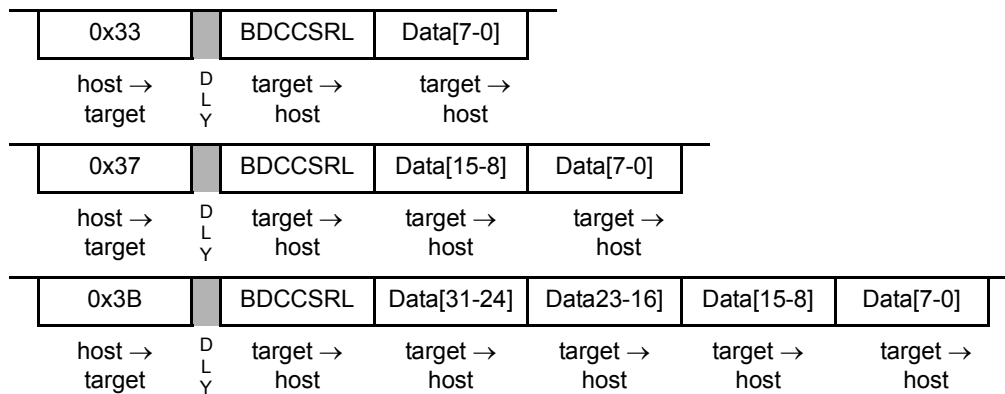 0x33 BDCCSRL Data[7-0]
host → D target → target →
L
target Y host host
0x37 BDCCSRL Data[15-8] Data[7-0]
host → D target → target → target →
L
target Y host host host
0x3B BDCCSRL Data[31-24] Data23-16] Data[15-8] Data[7-0]
host → D target → target → target → target → target →
L
target Y host host host host host